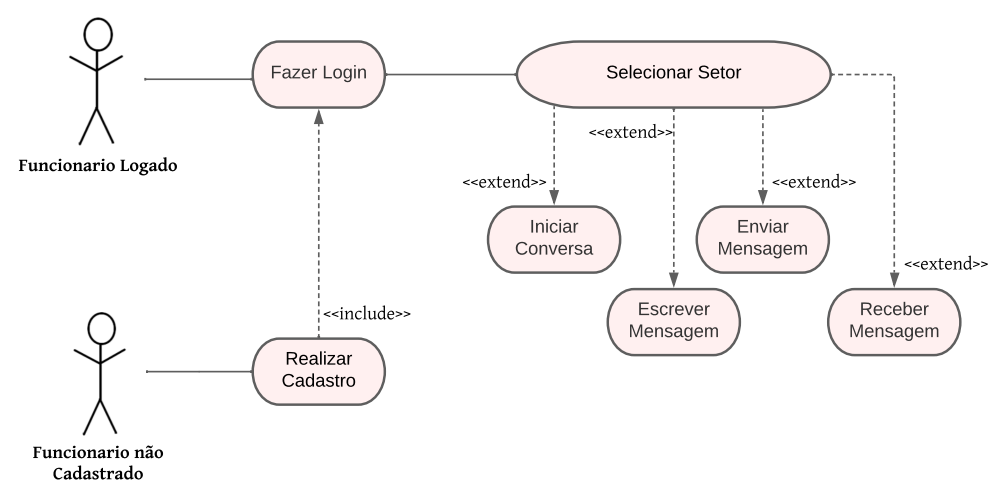 Fazer Login
Selecionar Setor
<<extend>>
Funcionario Logado
<<extend>>
<<extend>>
Iniciar
Conversa
Enviar
Mensagem
<<extend>>
Escrever
Mensagem
Receber
Mensagem
<<include>>
Realizar
Cadastro
Funcionario não
Cadastrado